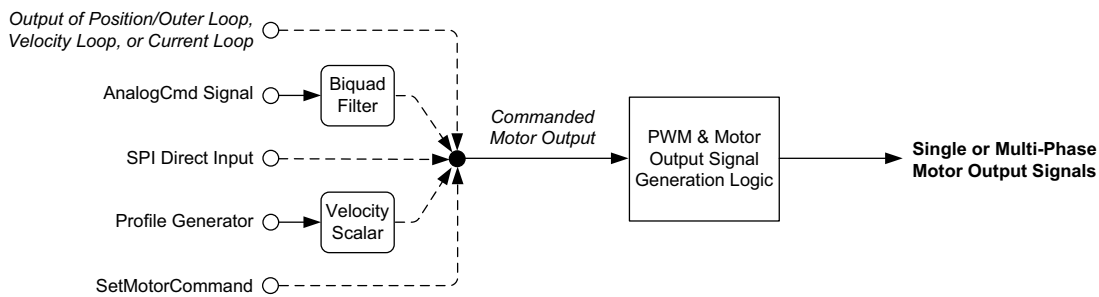 Output of Position/Outer Loop,
Velocity Loop, or Current Loop
AnalogCmd Signal
Biquad
Filter
SPI Direct Input
Profile Generator
Velocity
Scalar
SetMotorCommand
Commanded
Motor Output
PWM & Motor
Output Signal
Generation Logic
Single or Multi-Phase
Motor Output Signals